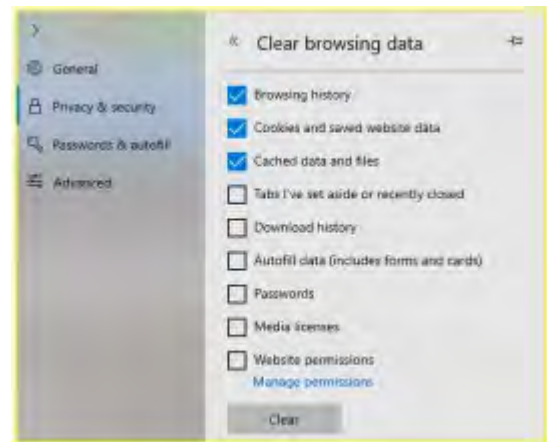 General
Privacy & security
Passwords & autofill
Advanced
Clear browsing data
Browsing history
Cookies and saved website data
Cached data and files
Tabs I've set aside or recently closed
Download history
Autofill data (includes forms and cards)
Passwords
Media licenses
Website permissions
Manage permissions
Clear